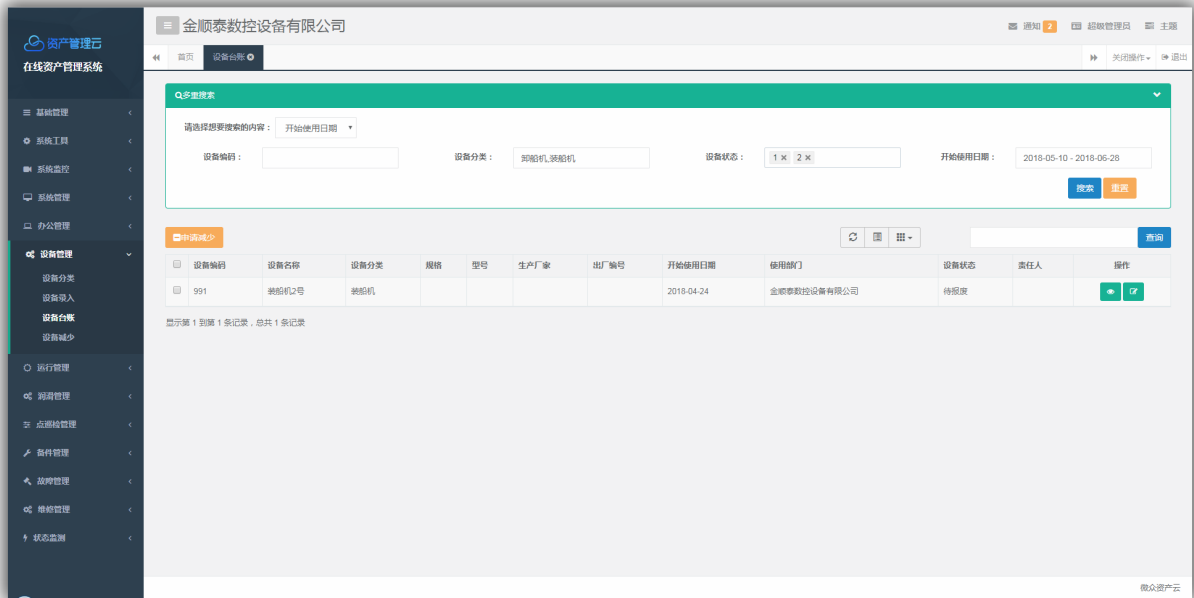 金顺泰数控设备有限公司
通知 2 超级管理员 主题
资产管理云
在线资产管理系统
首页 设备台账 关闭操作 退出
多重搜索
请选择想要搜索的内容： 开始使用日期
设备编码： 设备分类： 卸船机,装船机 设备状态： 1 × 2 × 开始使用日期： 2018-05-10 - 2018-06-28
搜索 重置
基础管理
系统工具
系统监控
系统管理
办公管理
设备管理
设备分类
设备录入
设备台账
设备减少
运行管理
润滑管理
点巡检管理
备件管理
故障管理
维修管理
状态监测
申请减少 查询
设备编码 设备名称 设备分类 规格 型号 生产厂家 出厂编号 开始使用日期 使用部门 设备状态 责任人 操作
991 装船机2号 装船机 2018-04-24 金顺泰数控设备有限公司 待报废
显示第 1 到第 1 条记录，总共 1 条记录
微众资产云